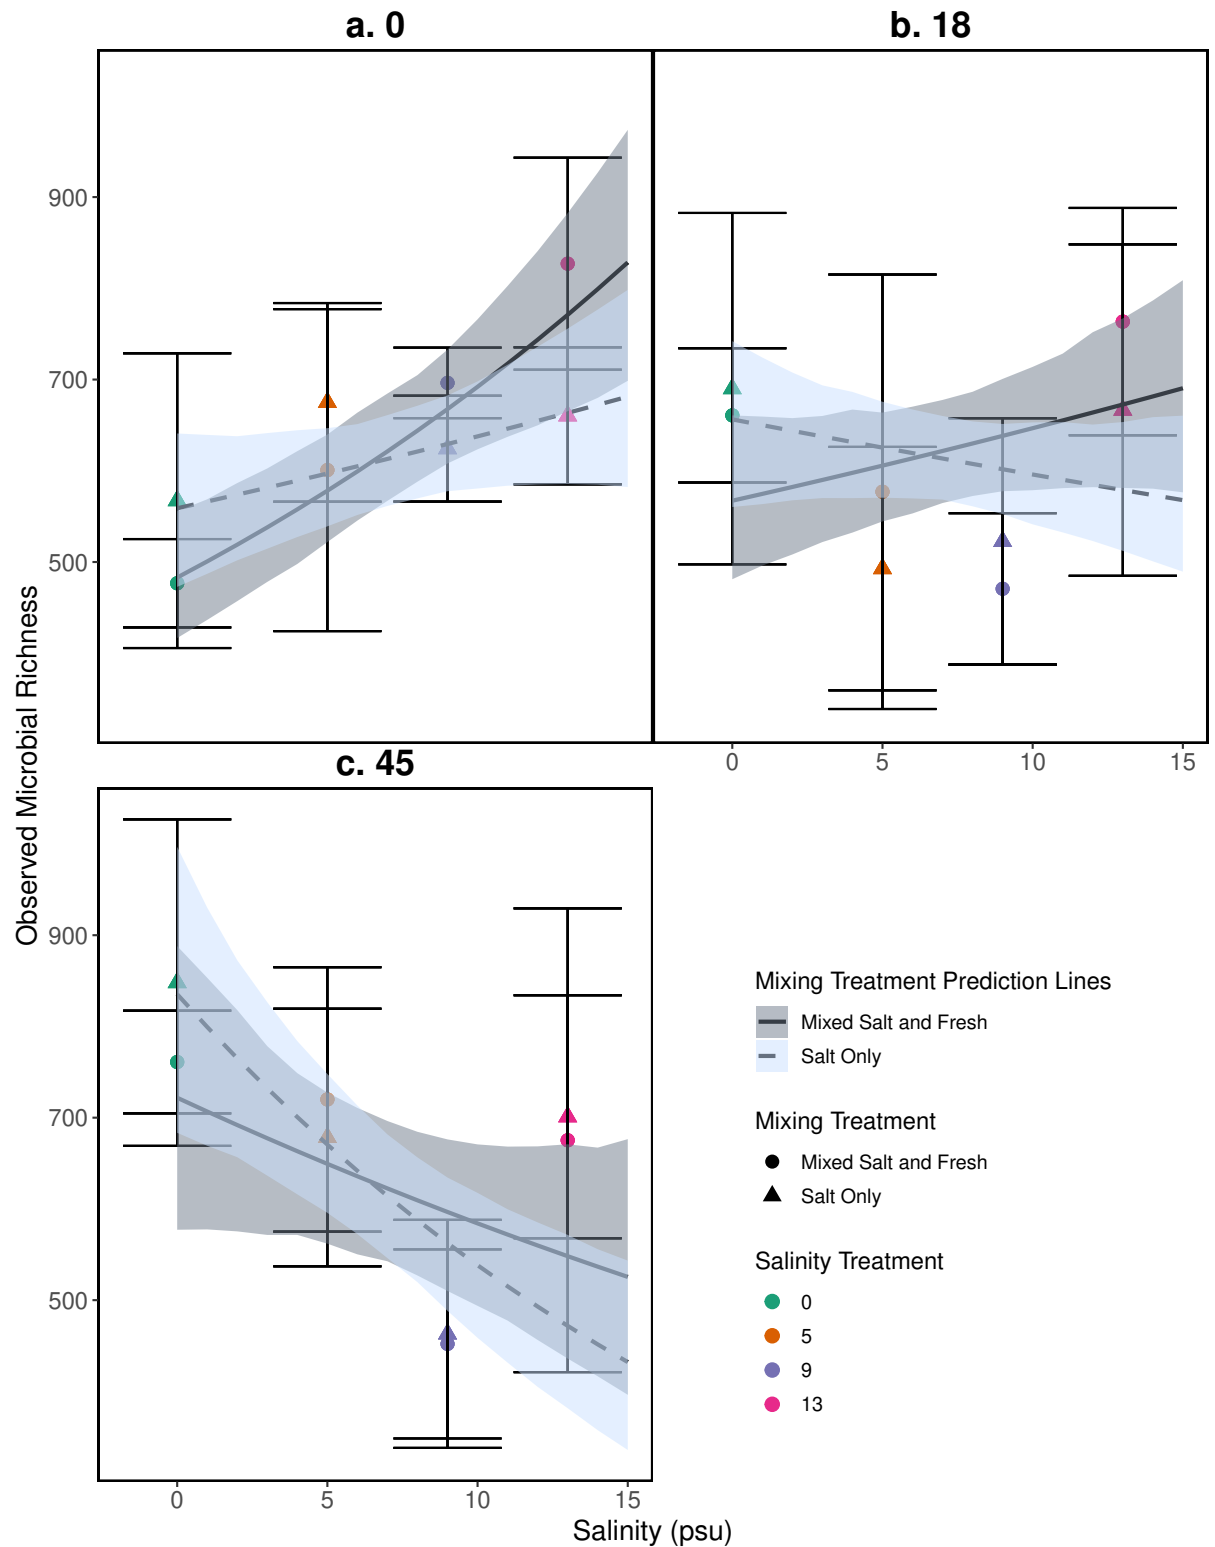 a. 0
b. 18
900
700
500
0 5 10 15
c. 45
Observed Microbial Richness
900
700
500
0 5 10 15
Salinity (psu)
Mixing Treatment Prediction Lines
Mixed Salt and Fresh
Salt Only
Mixing Treatment
Mixed Salt and Fresh
Salt Only
Salinity Treatment
0
5
9
13